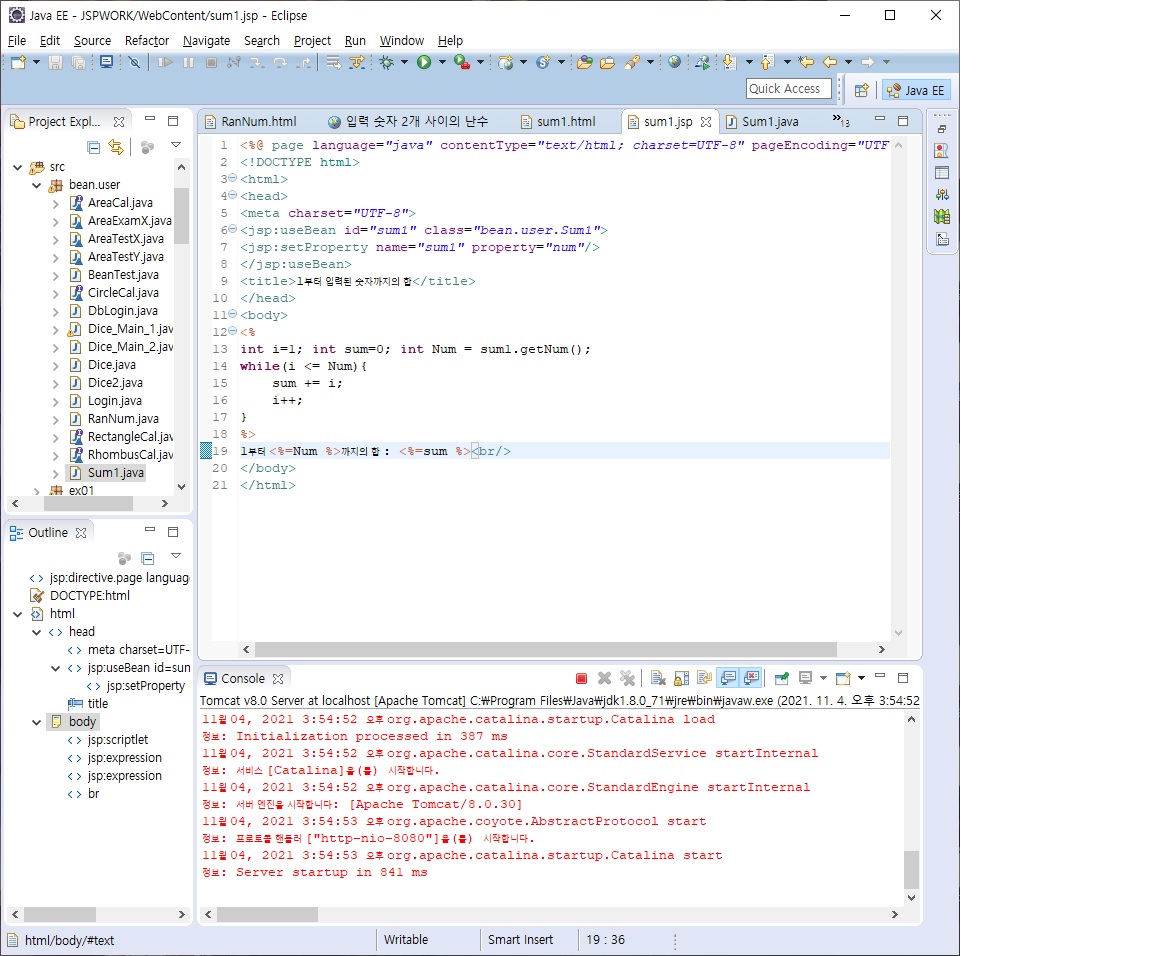 Java EE - JSPWORK/WebContent/sum1.jsp - Eclipse
File Edit Source Refactor Navigate Search Project Run Window Help
Quick Access
Java EE
Project Expl...
src
bean.user
AreaCal.java
AreaExamX.java
AreaTestX.java
AreaTestY.java
BeanTest.java
CircleCal.java
DbLogin.java
Dice_Main_1.jav
Dice_Main_2.jav
Dice.java
Dice2.java
Login.java
RanNum.java
RectangleCal.jav
RhombusCal.jav
Sum1.java
ex01
RanNum.html 입력 숫자 2개 사이의 난수 sum1.html sum1.jsp Sum1.java »13
1 <%@ page language="java" contentType="text/html; charset=UTF-8" pageEncoding="UTF
2 <!DOCTYPE html>
3 <html>
4 <head>
5 <meta charset="UTF-8">
6 <jsp:useBean id="sum1" class="bean.user.Sum1">
7 <jsp:setProperty name="sum1" property="num"/>
8 </jsp:useBean>
9 <title>1부터 입력된 숫자까지의 합</title>
10 </head>
11 <body>
12 <%
13 int i=1; int sum=0; int Num = sum1.getNum();
14 while(i <= Num){
15 sum += i;
16 i++;
17 }
18 %>
19 1부터 <%=Num %>까지의 합 : <%=sum %><br/>
20 </body>
21 </html>
Outline
jsp:directive.page languag
DOCTYPE:html
html
head
meta charset=UTF-
jsp:useBean id=sun
jsp:setProperty
title
body
jsp:scriptlet
jsp:expression
jsp:expression
br
Console
Tomcat v8.0 Server at localhost [Apache Tomcat] C:₩Program Files₩Java₩jdk1.8.0_71₩jre₩bin₩javaw.exe (2021. 11. 4. 오후 3:54:52
11월 04, 2021 3:54:52 오후 org.apache.catalina.startup.Catalina load
정보: Initialization processed in 387 ms
11월 04, 2021 3:54:52 오후 org.apache.catalina.core.StandardService startInternal
정보: 서비스 [Catalina]을(를) 시작합니다.
11월 04, 2021 3:54:52 오후 org.apache.catalina.core.StandardEngine startInternal
정보: 서버 엔진을 시작합니다: [Apache Tomcat/8.0.30]
11월 04, 2021 3:54:53 오후 org.apache.coyote.AbstractProtocol start
정보: 프로토콜 핸들러 ["http-nio-8080"]을(를) 시작합니다.
11월 04, 2021 3:54:53 오후 org.apache.catalina.startup.Catalina start
정보: Server startup in 841 ms
html/body/#text Writable Smart Insert 19 : 36